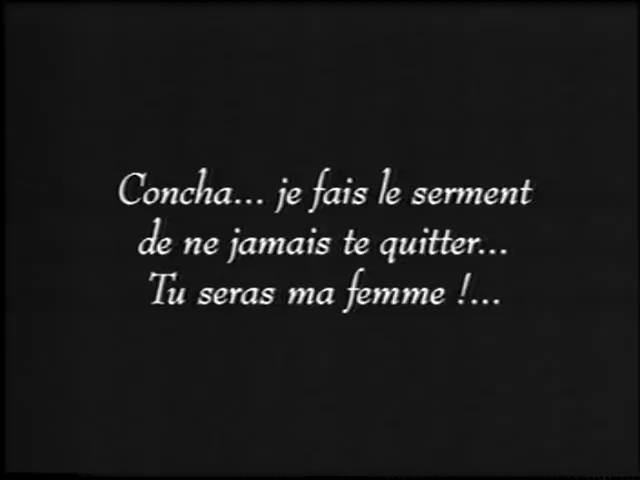 Concha... je fais le serment
de ne jamais te quitter...
Tu seras ma femme !...